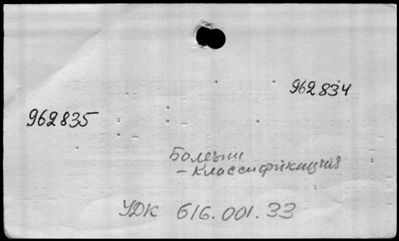 962834
962835
Болезни
- классификация
УДК 616.001.33